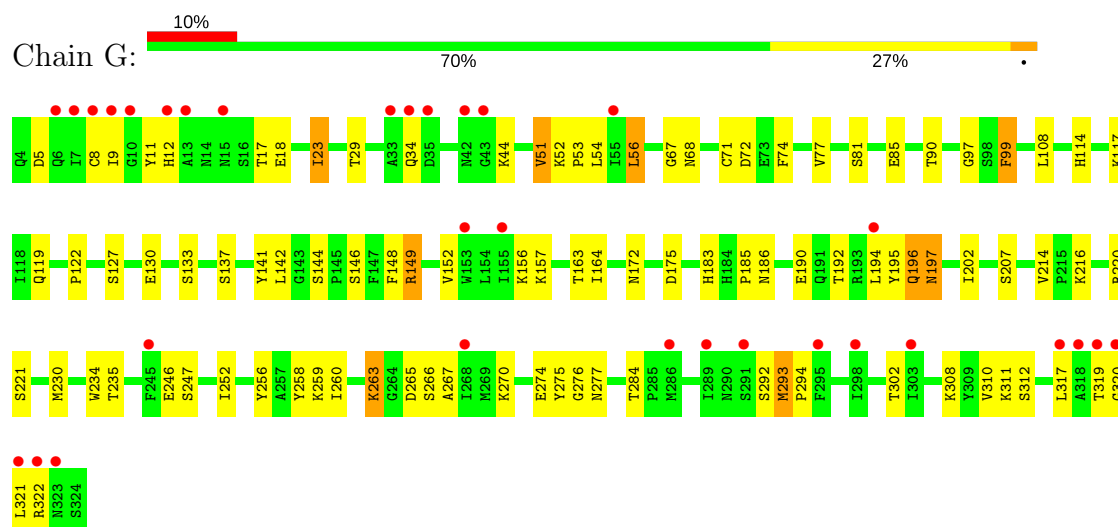 10%
Chain G:
70% 27% •
Q4 D5 Q6 I7 C8 I9 G10 Y11 H12 A13 N14 N15 S16 T17 E18 I23 T29 A33 Q34 D35 N42 G43 K44 V51 K52 P53 L54 I55 L56 G67 N68 C71 D72 E73 F74 V77 S81 E85 T90 G97 S98 F99 L108 H114 K117
I118 Q119 P122 S127 E130 S133 S137 Y141 L142 G143 S144 P145 S146 F147 F148 R149 V152 W153 L154 I155 K156 K157 T163 I164 N172 D175 H183 H184 P185 N186 E190 Q191 T192 R193 L194 Y195 Q196 N197 I202 S207 V214 P215 K216 R220
S221 M230 W234 T235 F245 E246 S247 I252 Y256 A257 Y258 K259 I260 K263 G264 D265 S266 A267 I268 M269 K270 E274 Y275 G276 N277 T284 P285 M286 I289 N290 S291 S292 M293 P294 F295 I298 T302 I303 K308 Y309 V310 K311 S312 L317 A318 T319 G320
L321 R322 N323 S324